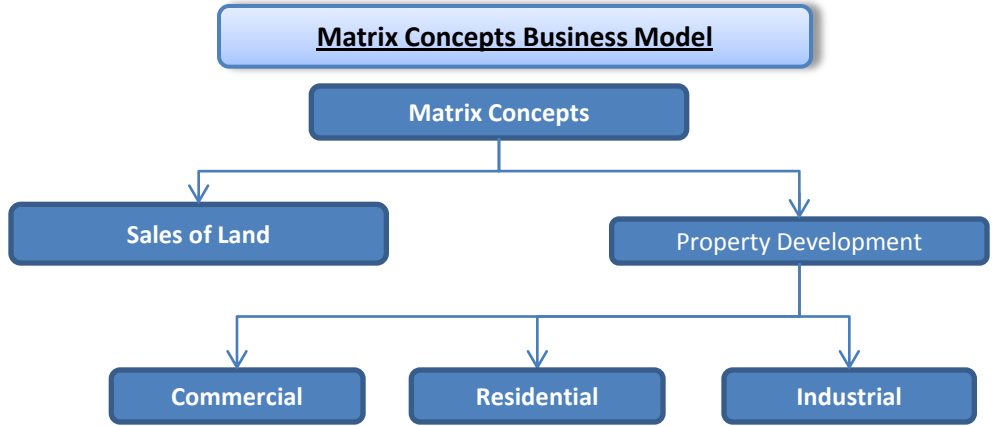 Matrix Concepts Business Model
Matrix Concepts
Sales of Land
Property Development
Commercial
Residential
Industrial